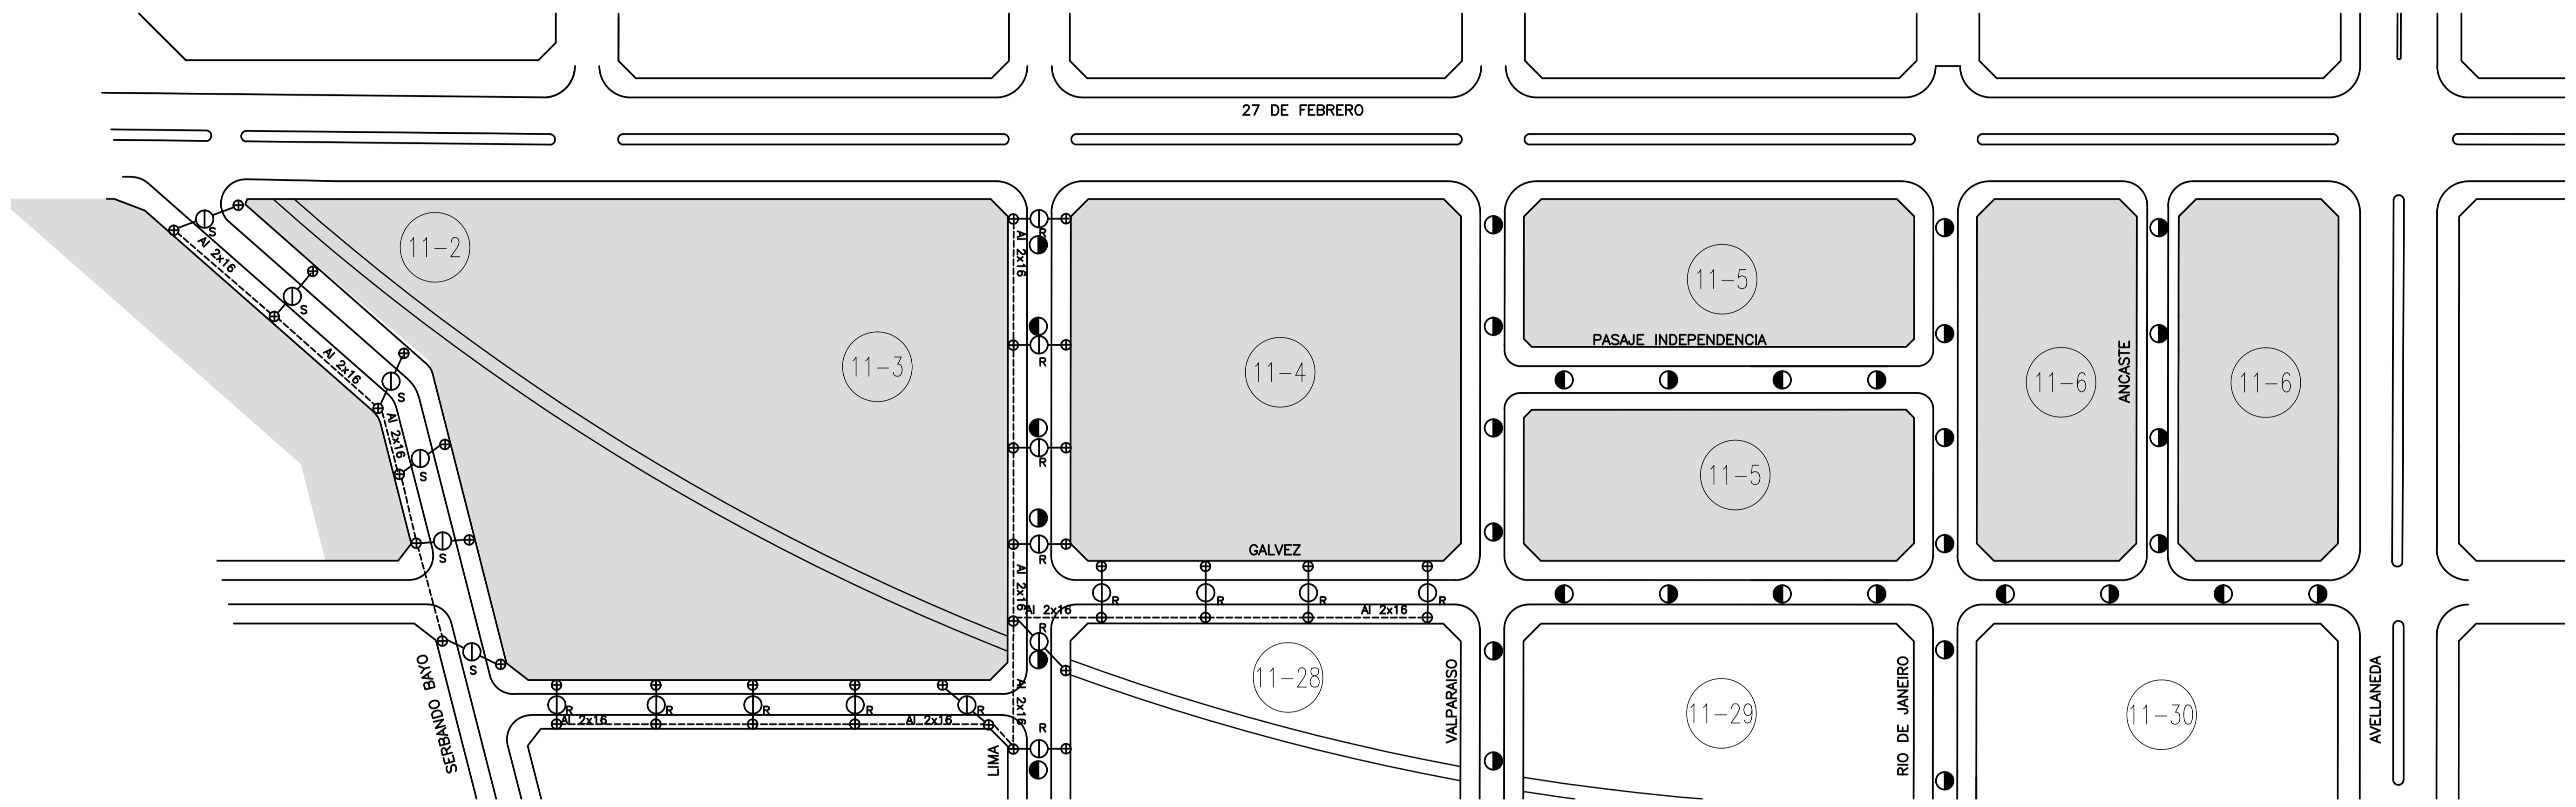 27 DE FEBRERO
11-2
S
Al 2x16
R
Al 2x16
11-5
S
PASAJE INDEPENDENCIA
R
Al 2x16
11-3
11-4
11-6
ANCASTE
11-6
S
Al 2x16
R
11-5
S
GALVEZ
R
S
Al 2x16
R
R
R
R
Al 2x16
Al 2x16
R
S
SERBANDO BAYO
11-28
VALPARAISO
11-29
RIO DE JANEIRO
11-30
AVELLANEDA
R
R
R
R
R
Al 2x16
Al 2x16
Al 2x16
R
LIMA